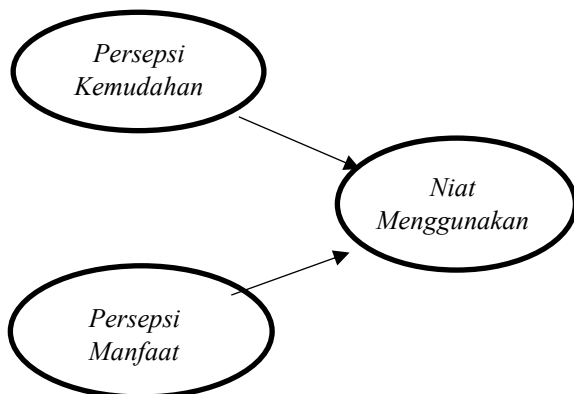 Persepsi
Kemudahan
Niat
Menggunakan
Persepsi
Manfaat